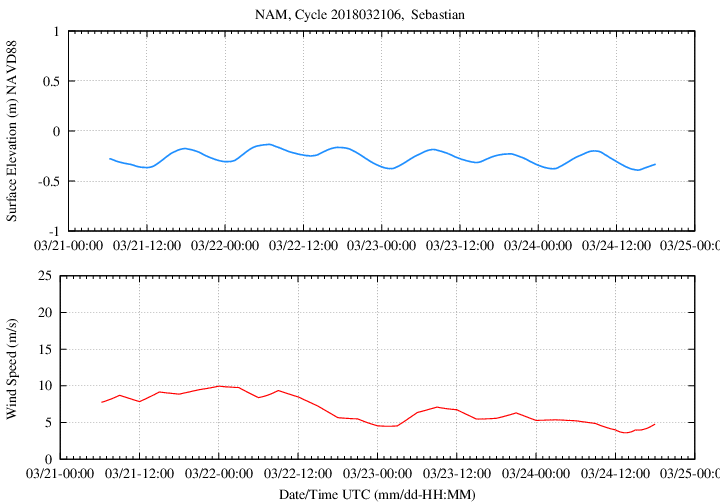 NAM, Cycle 2018032106,  Sebastian
Surface Elevation (m) NAVD88
1
0.5
0
-0.5
-1
03/21-00:00 03/21-12:00 03/22-00:00 03/22-12:00 03/23-00:00 03/23-12:00 03/24-00:00 03/24-12:00 03/25-00:00
Wind Speed (m/s)
25
20
15
10
5
0
03/21-00:00 03/21-12:00 03/22-00:00 03/22-12:00 03/23-00:00 03/23-12:00 03/24-00:00 03/24-12:00 03/25-00:00
Date/Time UTC (mm/dd-HH:MM)